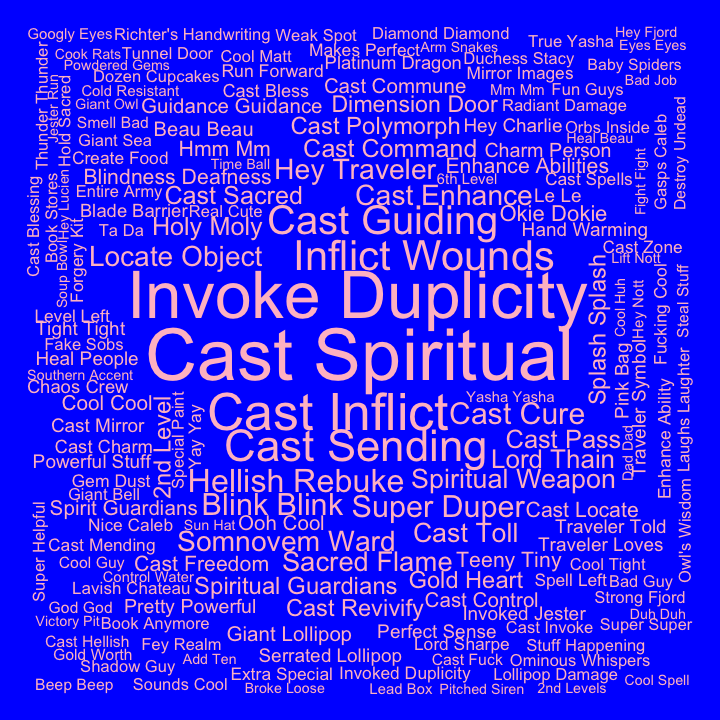 Googly Eyes
Richter's Handwriting
Weak Spot
Diamond Diamond
Hey Fjord
Cook Rats
Tunnel Door
Cool Matt
Makes Perfect
Arm Snakes
True Yasha
Eyes Eyes
Powdered Gems
Platinum Dragon
Duchess Stacy
Baby Spiders
Dozen Cupcakes
Run Forward
Mirror Images
Bad Job
Thunder Thunder
Jester Run
Hold Sacred
Cold Resistant
Cast Bless
Cast Commune
Mm Mm
Fun Guys
Giant Owl
Guidance Guidance
Dimension Door
Radiant Damage
Smell Bad
Beau Beau
Cast Polymorph
Hey Charlie
Orbs Inside
Giant Sea
Hmm Mm
Cast Command
Charm Person
Heal Beau
Gasps Caleb
Destroy Undead
Create Food
Time Ball
Hey Traveler
Enhance Abilities
Fight Fight
Blindness Deafness
6th Level
Cast Spells
Entire Army
Cast Sacred
Cast Enhance
Le Le
Cast Blessing
Book Stores
Hey Lucien
Blade Barrier
Real Cute
Cast Guiding
Okie Dokie
Ta Da
Holy Moly
Hand Warming
Soup Bowl
Forgery Kit
Locate Object
Inflict Wounds
Cast Zone
Lift Nott
Invoke Duplicity
Splash Splash
Cool Huh
Hey Nott
Fucking Cool
Steal Stuff
Level Left
Tight Tight
Fake Sobs
Heal People
Cast Spiritual
Pink Bag
Traveler Symbol
Southern Accent
Chaos Crew
Cool Cool
Cast Inflict
Yasha Yasha
Laughs Laughter
Cast Mirror
2nd Level
Special Paint
Yay Yay
Cast Cure
Cast Charm
Cast Sending
Cast Pass
Dad Dad
Enhance Ability
Powerful Stuff
Lord Thain
Gem Dust
Hellish Rebuke
Spiritual Weapon
Giant Bell
Spirit Guardians
Blink Blink
Super Duper
Cast Locate
Owl's Wisdom
Super Helpful
Nice Caleb
Sun Hat
Ooh Cool
Cast Toll
Traveler Told
Cast Mending
Somnovem Ward
Traveler Loves
Cool Guy
Cast Freedom
Sacred Flame
Teeny Tiny
Cool Tight
Control Water
Lavish Chateau
Spiritual Guardians
Gold Heart
Spell Left
Bad Guy
God God
Pretty Powerful
Cast Revivify
Cast Control
Strong Fjord
Victory Pit
Book Anymore
Invoked Jester
Duh Duh
Cast Hellish
Fey Realm
Giant Lollipop
Perfect Sense
Cast Invoke
Super Super
Gold Worth
Lord Sharpe
Stuff Happening
Shadow Guy
Add Ten
Serrated Lollipop
Cast Fuck
Ominous Whispers
Beep Beep
Sounds Cool
Extra Special
Invoked Duplicity
Lollipop Damage
Cool Spell
Broke Loose
Lead Box
Pitched Siren
2nd Levels